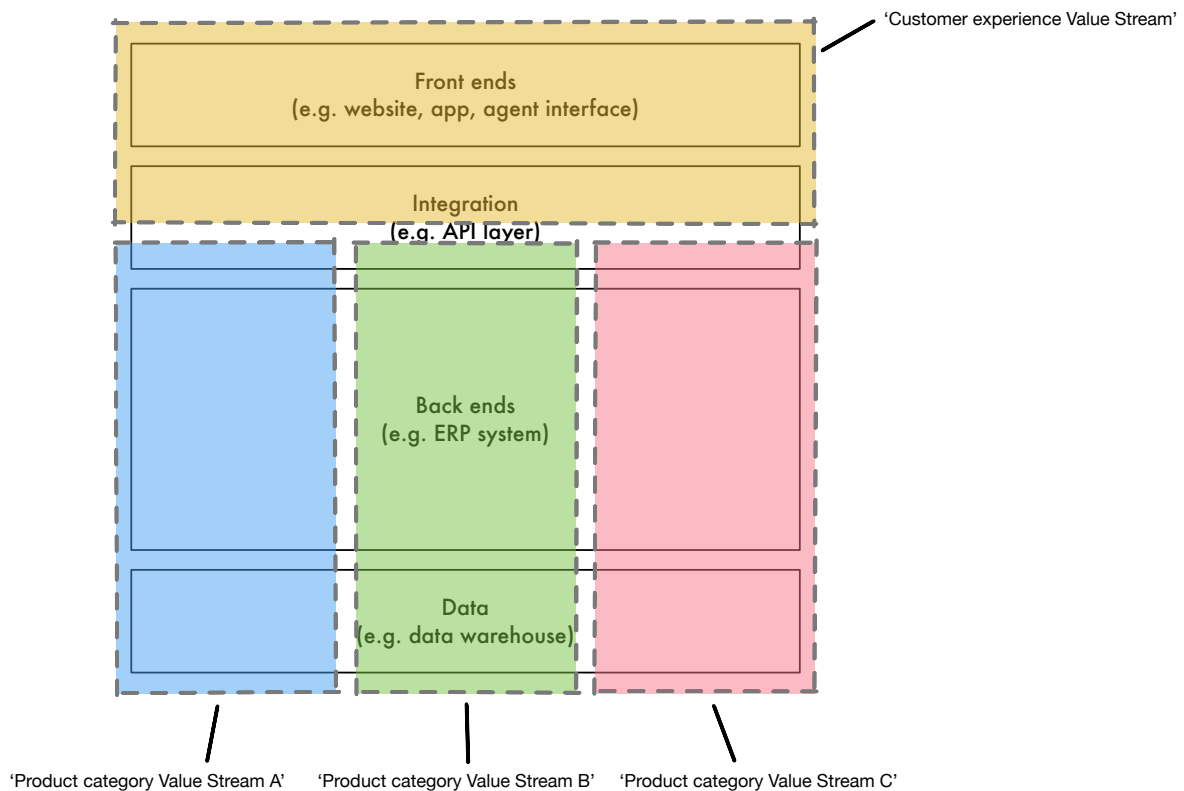 ‘Customer experience Value Stream’
Front ends
(e.g. website, app, agent interface)
Integration
(e.g. API layer)
Back ends
(e.g. ERP system)
Data
(e.g. data warehouse)
‘Product category Value Stream A’
‘Product category Value Stream B’
‘Product category Value Stream C’